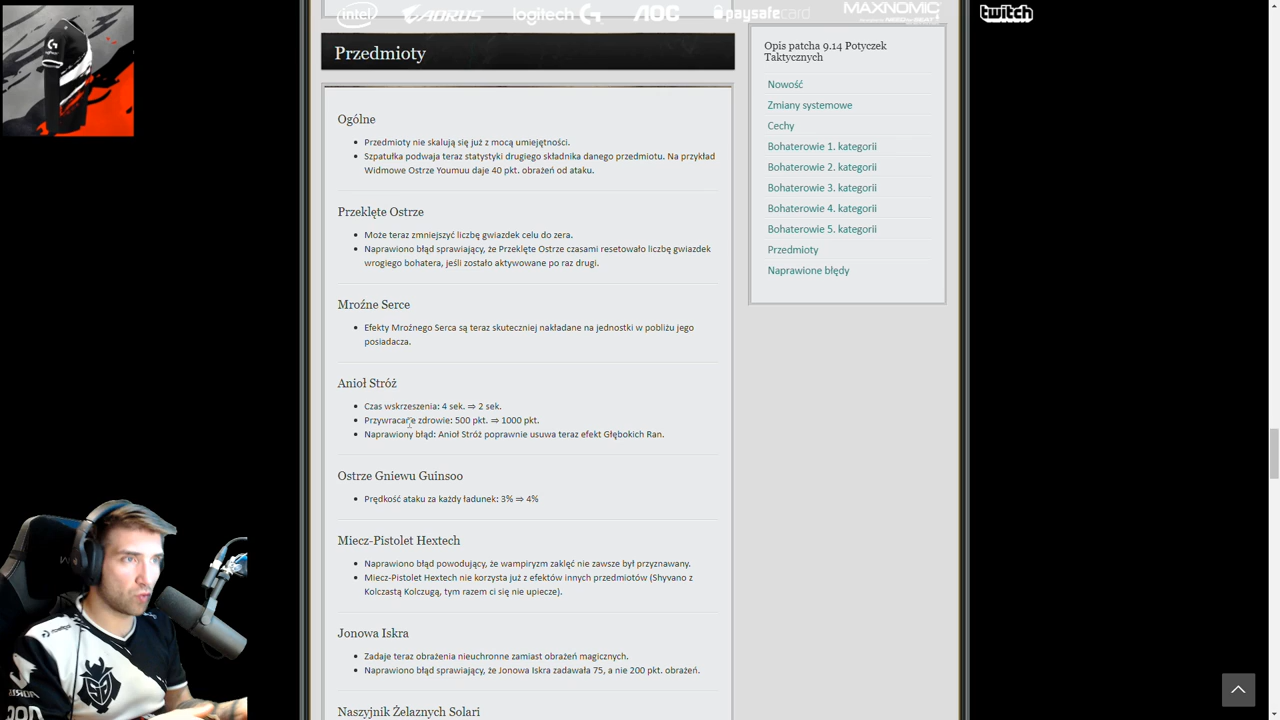 intel AORUS logitech G AOC paysafecard MAXNOMIC
twitch
Przedmioty
Ogólne
Przedmioty nie skalują się już z mocą umiejętności.
Szpatułka podwaja teraz statystyki drugiego składnika danego przedmiotu. Na przykład
Widmowe Ostrze Youmuu daje 40 pkt. obrażeń od ataku.
Przeklęte Ostrze
Może teraz zmniejszyć liczbę gwiazdek celu do zera.
Naprawiono błąd sprawiający, że Przeklęte Ostrze czasami resetowało liczbę gwiazdek
wrogiego bohatera, jeśli zostało aktywowane po raz drugi.
Mroźne Serce
Efekty Mroźnego Serca są teraz skuteczniej nakładane na jednostki w pobliżu jego
posiadacza.
Anioł Stróż
Czas wskrzeszenia: 4 sek. ⇒ 2 sek.
Przywracane zdrowie: 500 pkt. ⇒ 1000 pkt.
Naprawiony błąd: Anioł Stróż poprawnie usuwa teraz efekt Głębokich Ran.
Ostrze Gniewu Guinsoo
Prędkość ataku za każdy ładunek: 3% ⇒ 4%
Miecz-Pistolet Hextech
Naprawiono błąd powodujący, że wampiryzm zaklęć nie zawsze był przyznawany.
Miecz-Pistolet Hextech nie korzysta już z efektów innych przedmiotów (Shyvano z
Kolczastą Kolczugą, tym razem ci się nie upiecze).
Jonowa Iskra
Zadaje teraz obrażenia nieuchronne zamiast obrażeń magicznych.
Naprawiono błąd sprawiający, że Jonowa Iskra zadawała 75, a nie 200 pkt. obrażeń.
Naszyjnik Żelaznych Solari
Opis patcha 9.14 Potyczek
Taktycznych
Nowość
Zmiany systemowe
Cechy
Bohaterowie 1. kategorii
Bohaterowie 2. kategorii
Bohaterowie 3. kategorii
Bohaterowie 4. kategorii
Bohaterowie 5. kategorii
Przedmioty
Naprawione błędy